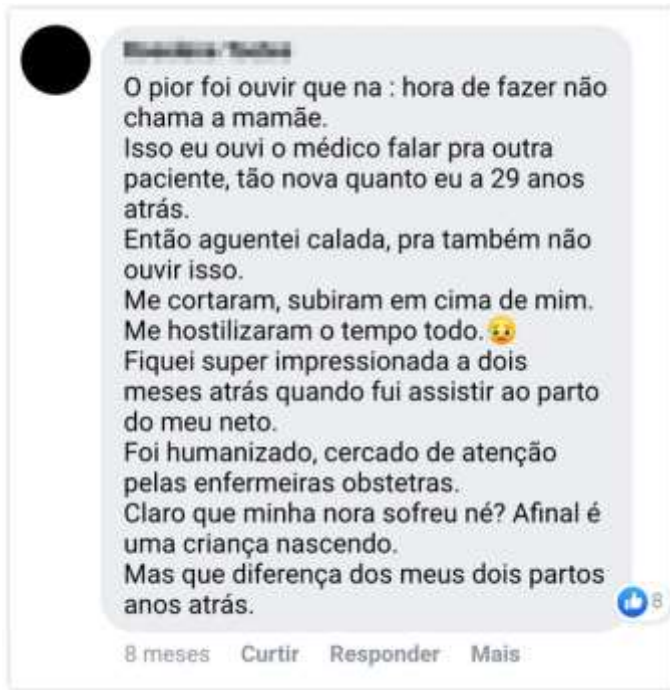 O pior foi ouvir que na : hora de fazer não
chama a mamãe.
Isso eu ouvi o médico falar pra outra
paciente, tão nova quanto eu a 29 anos
atrás.
Então aguentei calada, pra também não
ouvir isso.
Me cortaram, subiram em cima de mim.
Me hostilizaram o tempo todo.😥
Fiquei super impressionada a dois
meses atrás quando fui assistir ao parto
do meu neto.
Foi humanizado, cercado de atenção
pelas enfermeiras obstetras.
Claro que minha nora sofreu né? Afinal é
uma criança nascendo.
Mas que diferença dos meus dois partos
anos atrás.
8
8 meses Curtir Responder Mais